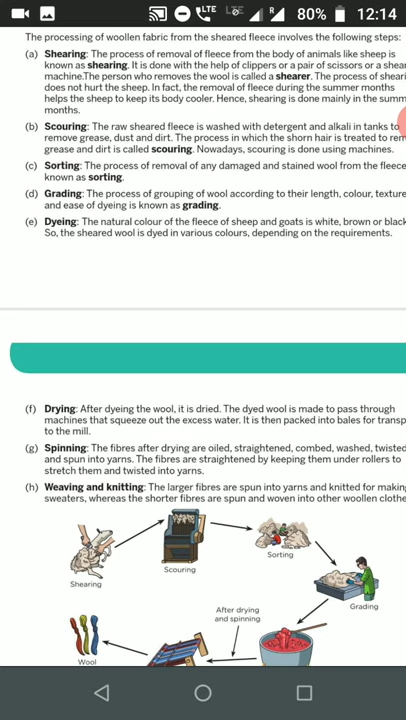 LTE LTE R 80% 12:14
The processing of woollen fabric from the sheared fleece involves the following steps:
(a) Shearing: The process of removal of fleece from the body of animals like sheep is
known as shearing. It is done with the help of clippers or a pair of scissors or a shear
machine.The person who removes the wool is called a shearer. The process of sheari
does not hurt the sheep. In fact, the removal of fleece during the summer months
helps the sheep to keep its body cooler. Hence, shearing is done mainly in the summ
months.
(b) Scouring: The raw sheared fleece is washed with detergent and alkali in tanks to
remove grease, dust and dirt. The process in which the shorn hair is treated to rem
grease and dirt is called scouring. Nowadays, scouring is done using machines.
(c) Sorting: The process of removal of any damaged and stained wool from the fleece
known as sorting.
(d) Grading: The process of grouping of wool according to their length, colour, texture
and ease of dyeing is known as grading.
(e) Dyeing: The natural colour of the fleece of sheep and goats is white, brown or black
So, the sheared wool is dyed in various colours, depending on the requirements.
(f) Drying: After dyeing the wool, it is dried. The dyed wool is made to pass through
machines that squeeze out the excess water. It is then packed into bales for transp
to the mill.
(g) Spinning: The fibres after drying are oiled, straightened, combed, washed, twisted
and spun into yarns. The fibres are straightened by keeping them under rollers to
stretch them and twisted into yarns.
(h) Weaving and knitting: The larger fibres are spun into yarns and knitted for making
sweaters, whereas the shorter fibres are spun and woven into other woollen clothe
Shearing
Scouring
Sorting
Grading
After drying
and spinning
Wool